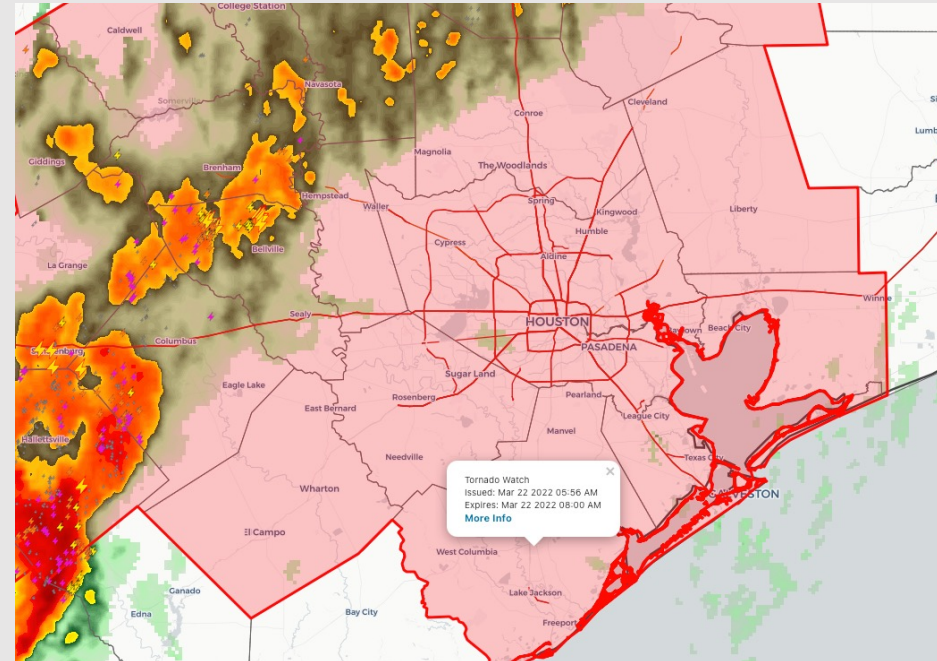 College Station
Caldwell
Somerville
Navasota
Cleveland
Conroe
Giddings
Magnolia
Brenham
The Woodlands
Hempstead
Waller
Spring
Kingwood
Liberty
Humble
Cypress
Bellville
Aldine
La Grange
Winnie
Sealy
HOUSTON
Beach City
Columbus
PASADENA
Sugar Land
Eagle Lake
Rosenberg
Pearland
East Bernard
League City
Manvel
Hallettsville
Needville
Texas City
Wharton
Tornado Watch
Issued: Mar 22 2022 05:56 AM
Expires: Mar 22 2022 08:00 AM
More Info
El Campo
West Columbia
Ganado
Lake Jackson
Edna
Bay City
Freeport